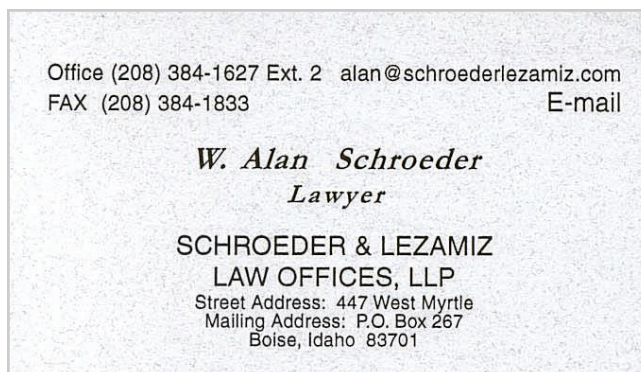 Office (208) 384-1627 Ext. 2 alan@schroederlezamiz.com
FAX (208) 384-1833 E-mail
W. Alan Schroeder
Lawyer
SCHROEDER & LEZAMIZ
LAW OFFICES, LLP
Street Address: 447 West Myrtle
Mailing Address: P.O. Box 267
Boise, Idaho 83701